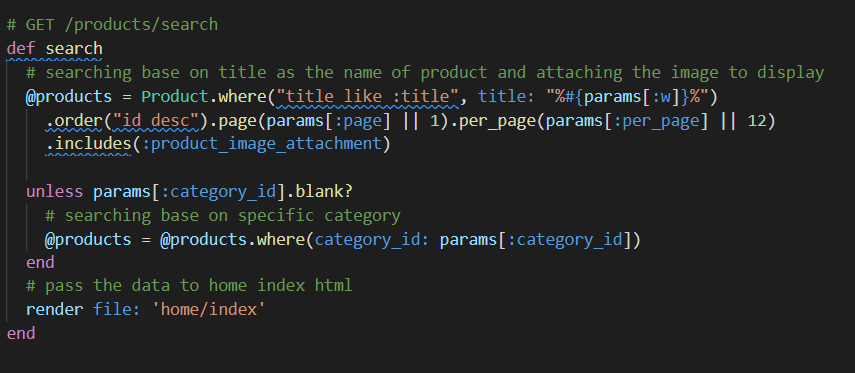 # GET /products/search
def search
# searching base on title as the name of product and attaching the image to display
@products = Product.where("title like :title", title: "%#{params[:w]}%")
.order("id desc").page(params[:page] || 1).per_page(params[:per_page] || 12)
.includes(:product_image_attachment)
unless params[:category_id].blank?
# searching base on specific category
@products = @products.where(category_id: params[:category_id])
end
# pass the data to home index html
render file: 'home/index'
end